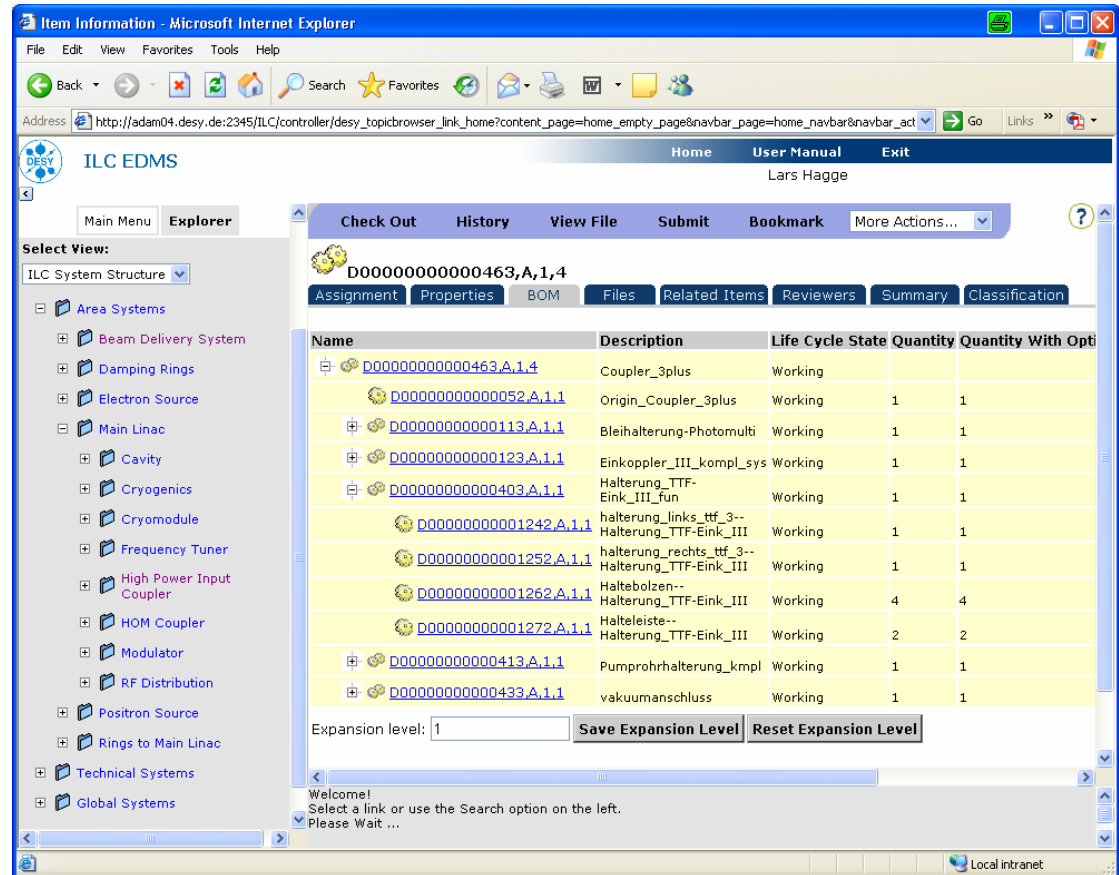 Item Information - Microsoft Internet Explorer
File Edit View Favorites Tools Help
Back Search Favorites
Address http://adam04.desy.de:2345/ILC/controller/desy_topicbrowser_link_home?content_page=home_empty_page&navbar_page=home_navbar&navbar_act Go Links »
DESY ILC EDMS Home User Manual Exit
Lars Hagge
Main Menu Explorer
Select View:
ILC System Structure
Area Systems
Beam Delivery System
Damping Rings
Electron Source
Main Linac
Cavity
Cryogenics
Cryomodule
Frequency Tuner
High Power Input
Coupler
HOM Coupler
Modulator
RF Distribution
Positron Source
Rings to Main Linac
Technical Systems
Global Systems
Check Out History View File Submit Bookmark More Actions... ?
D00000000000463,A,1,4
Assignment Properties BOM Files Related Items Reviewers Summary Classification
Name Description Life Cycle State Quantity Quantity With Opti
D00000000000463,A,1,4 Coupler_3plus Working
D00000000000052,A,1,1 Origin_Coupler_3plus Working 1 1
D00000000000113,A,1,1 Bleihalterung-Photomulti Working 1 1
D00000000000123,A,1,1 Einkoppler_III_kompl_sys Working 1 1
D00000000000403,A,1,1 Halterung_TTF-
Eink_III_fun Working 1 1
D00000000001242,A,1,1 halterung_links_ttf_3--
Halterung_TTF-Eink_III Working 1 1
D00000000001252,A,1,1 halterung_rechts_ttf_3--
Halterung_TTF-Eink_III Working 1 1
D00000000001262,A,1,1 Haltebolzen--
Halterung_TTF-Eink_III Working 4 4
D00000000001272,A,1,1 Halteleiste--
Halterung_TTF-Eink_III Working 2 2
D00000000000413,A,1,1 Pumprohrhalterung_kmpl Working 1 1
D00000000000433,A,1,1 vakuumanschluss Working 1 1
Expansion level: 1 Save Expansion Level Reset Expansion Level
Welcome!
Select a link or use the Search option on the left.
Please Wait ...
Local intranet